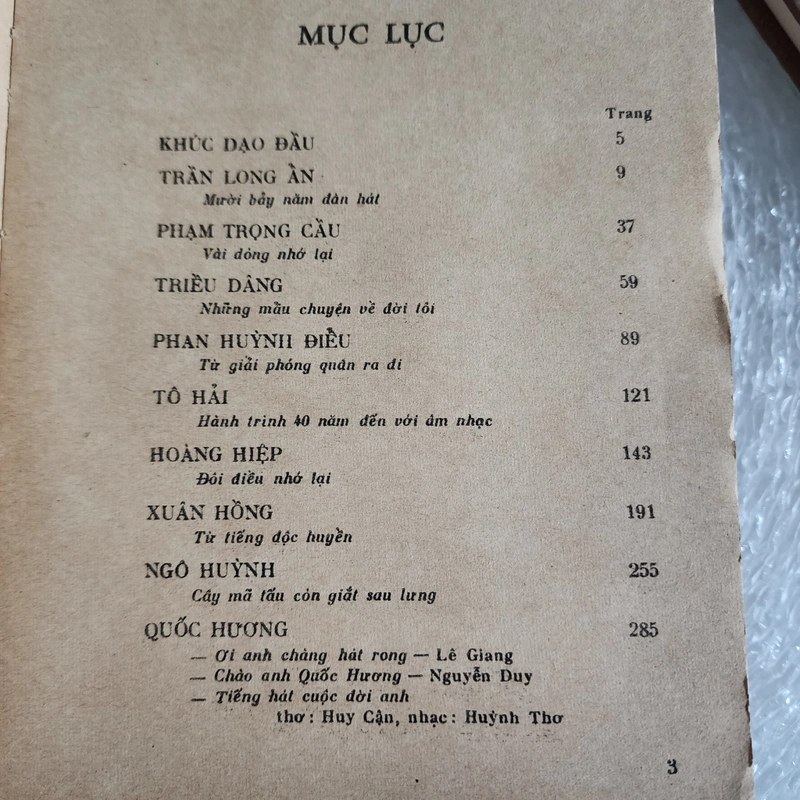 MỤC LỤC
Trang
KHÚC DẠO ĐẦU 5
TRẦN LONG ẨN 9
Mười bảy năm đàn hát
PHẠM TRỌNG CẦU 37
Vài dòng nhớ lại
TRIỀU DÂNG 59
Những mẩu chuyện về đời tôi
PHAN HUỲNH ĐIỂU 89
Từ giải phóng quân ra đi
TÔ HẢI 121
Hành trình 40 năm đến với âm nhạc
HOÀNG HIỆP 143
Đôi điều nhớ lại
XUÂN HỒNG 191
Từ tiếng độc huyền
NGÔ HUỲNH 255
Cây mã tấu còn giắt sau lưng
QUỐC HƯƠNG 285
— Ơi anh chàng hát rong — Lê Giang
— Chào anh Quốc Hương — Nguyễn Duy
— Tiếng hát cuộc đời anh
thơ: Huy Cận, nhạc: Huỳnh Thơ
3